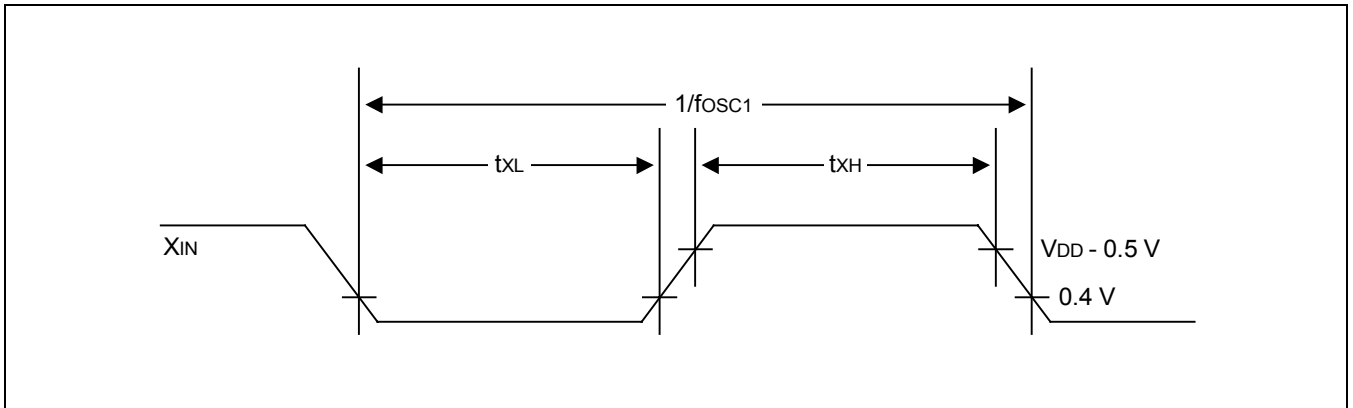 1/fOSC1
tXL
tXH
XIN
VDD - 0.5 V
0.4 V